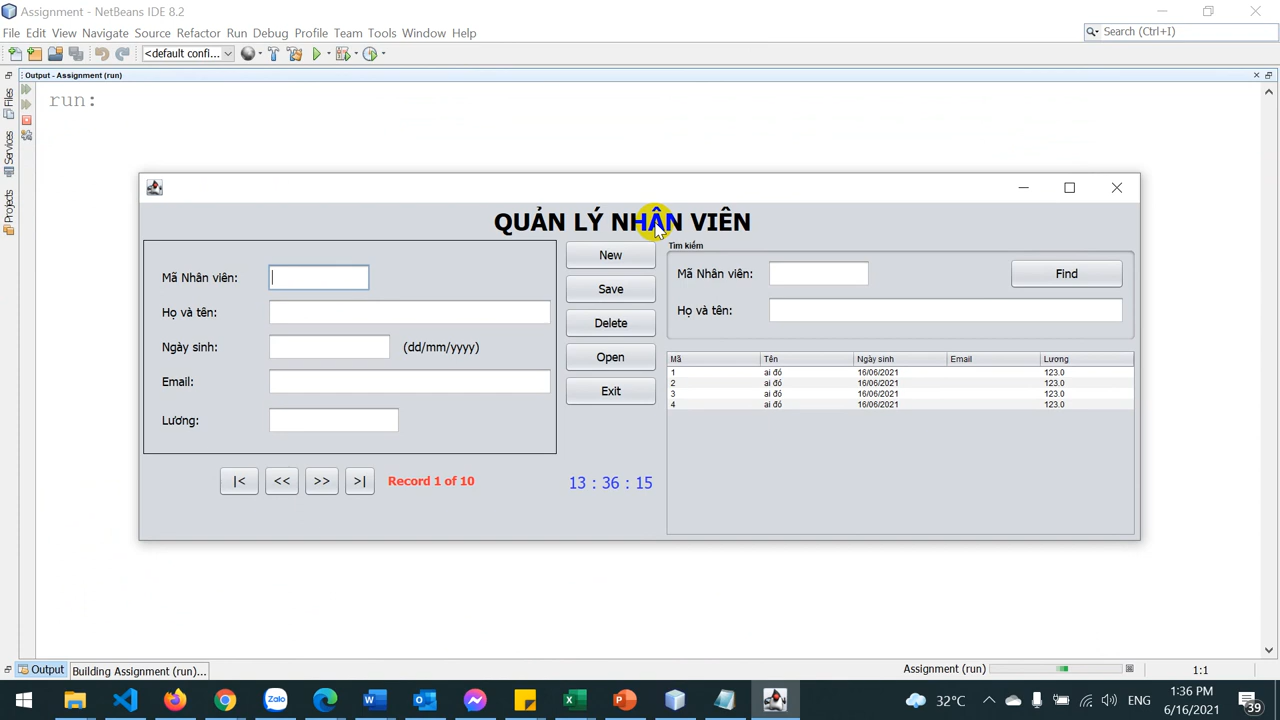 Assignment - NetBeans IDE 8.2
File Edit View Navigate Source Refactor Run Debug Profile Team Tools Window Help
Search (Ctrl+I)
<default confi...
Output - Assignment (run)
Files
Services
Projects
run:
QUẢN LÝ NHÂN VIÊN
Mã Nhân viên:
Họ và tên:
Ngày sinh: (dd/mm/yyyy)
Email:
Lương:
New
Save
Delete
Open
Exit
Tìm kiếm
Mã Nhân viên: Find
Họ và tên:
Mã Tên Ngày sinh Email Lương
1 ai đó 16/06/2021 123.0
2 ai đó 16/06/2021 123.0
3 ai đó 16/06/2021 123.0
4 ai đó 16/06/2021 123.0
|< << >> >| Record 1 of 10
13 : 36 : 15
Output
Building Assignment (run)...
Assignment (run) 1:1
Zalo
32°C
ENG
1:36 PM
6/16/2021
39